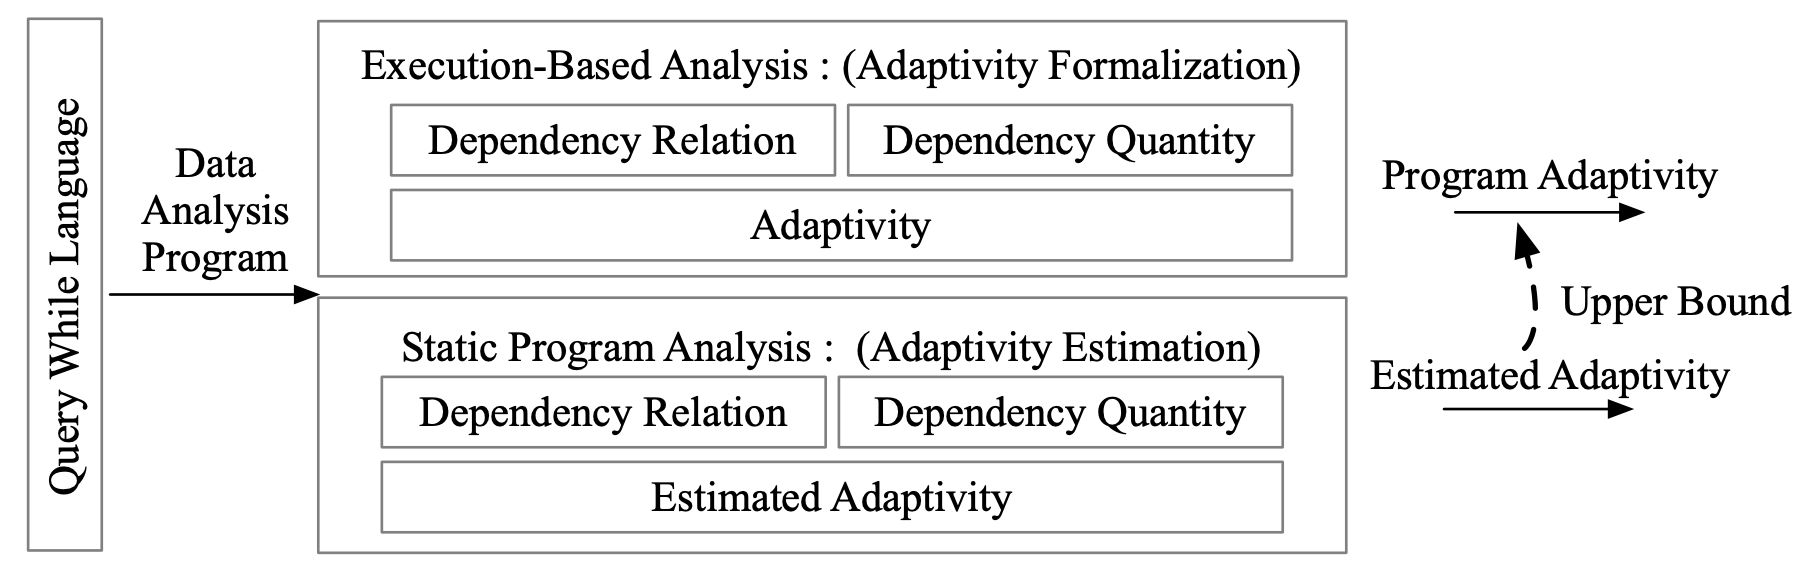 Query While Language
Data
Analysis
Program
Execution-Based Analysis : (Adaptivity Formalization)
Dependency Relation
Dependency Quantity
Adaptivity
Static Program Analysis :  (Adaptivity Estimation)
Dependency Relation
Dependency Quantity
Estimated Adaptivity
Program Adaptivity
Upper Bound
Estimated Adaptivity